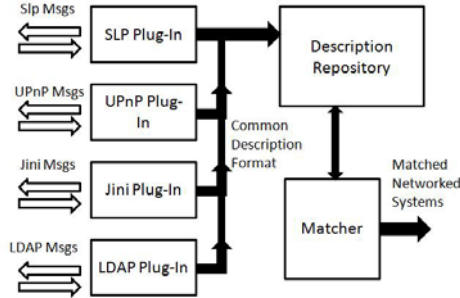 Slp Msgs
SLP Plug-In
Description
Repository
UPnP Msgs
UPnP Plug-
In
Common
Description
Format
Jini Msgs
Jini Plug-In
Matched
Networked
Systems
Matcher
LDAP Msgs
LDAP Plug-In